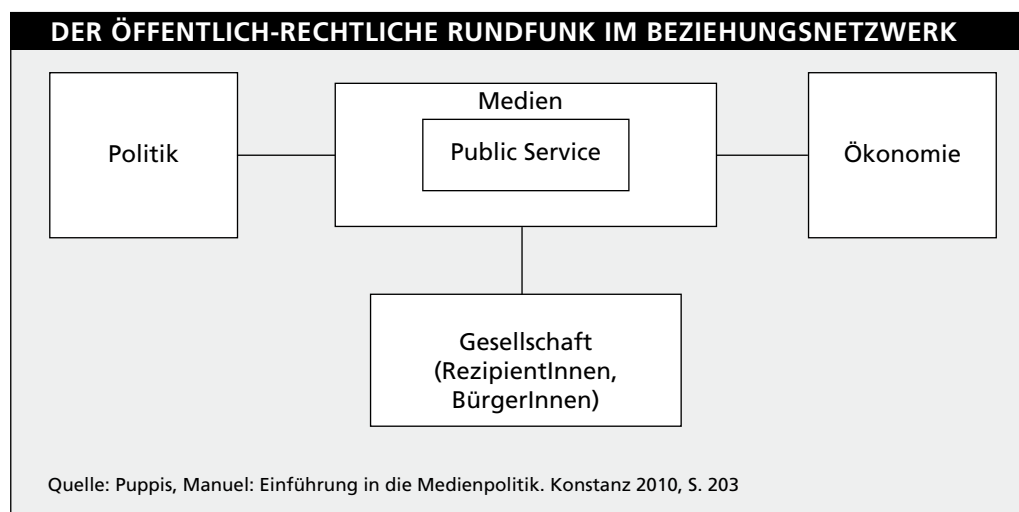 DER ÖFFENTLICH-RECHTLICHE RUNDFUNK IM BEZIEHUNGSNETZWERK
Medien
Politik
Public Service
Ökonomie
Gesellschaft
(RezipientInnen,
BürgerInnen)
Quelle: Puppis, Manuel: Einführung in die Medienpolitik. Konstanz 2010, S. 203